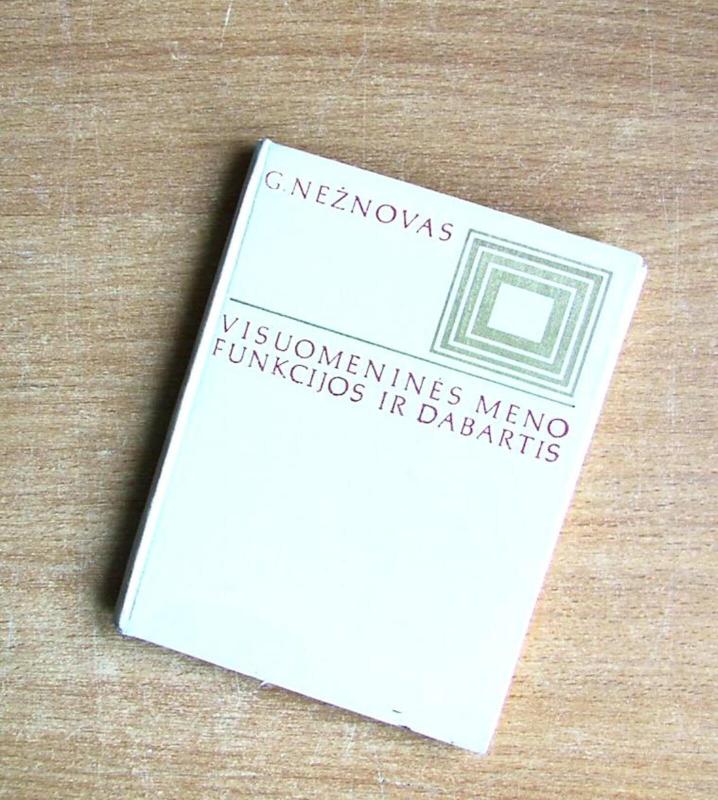 G. NEŽNOVAS
VISUOMENINĖS MENO
FUNKCIJOS IR DABARTIS